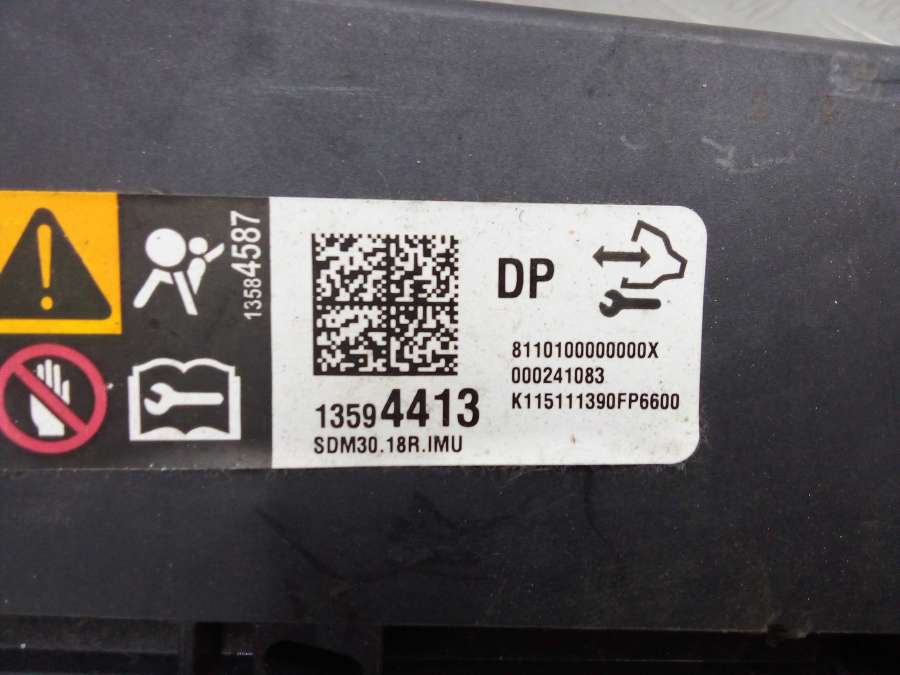 13584587
DP
8110100000000X
000241083
K115111390FP6600
13594413
SDM30.18R.IMU